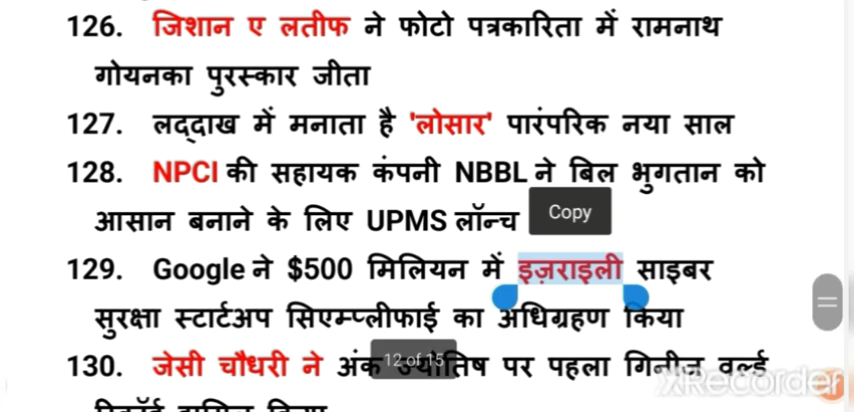 126. जिशान ए लतीफ ने फोटो पत्रकारिता में रामनाथ
गोयनका पुरस्कार जीता
127. लद्दाख में मनाता है 'लोसार' पारंपरिक नया साल
128. NPCI की सहायक कंपनी NBBL ने बिल भुगतान को
आसान बनाने के लिए UPMS लॉन्च
Copy
129. Google ने $500 मिलियन में इज़राइली साइबर
सुरक्षा स्टार्टअप सिएम्प्लीफाई का अधिग्रहण किया
130. जेसी चौधरी ने अंक ज्योतिष पर पहला गिनीज वर्ल्ड
12 of 15
XRecorder